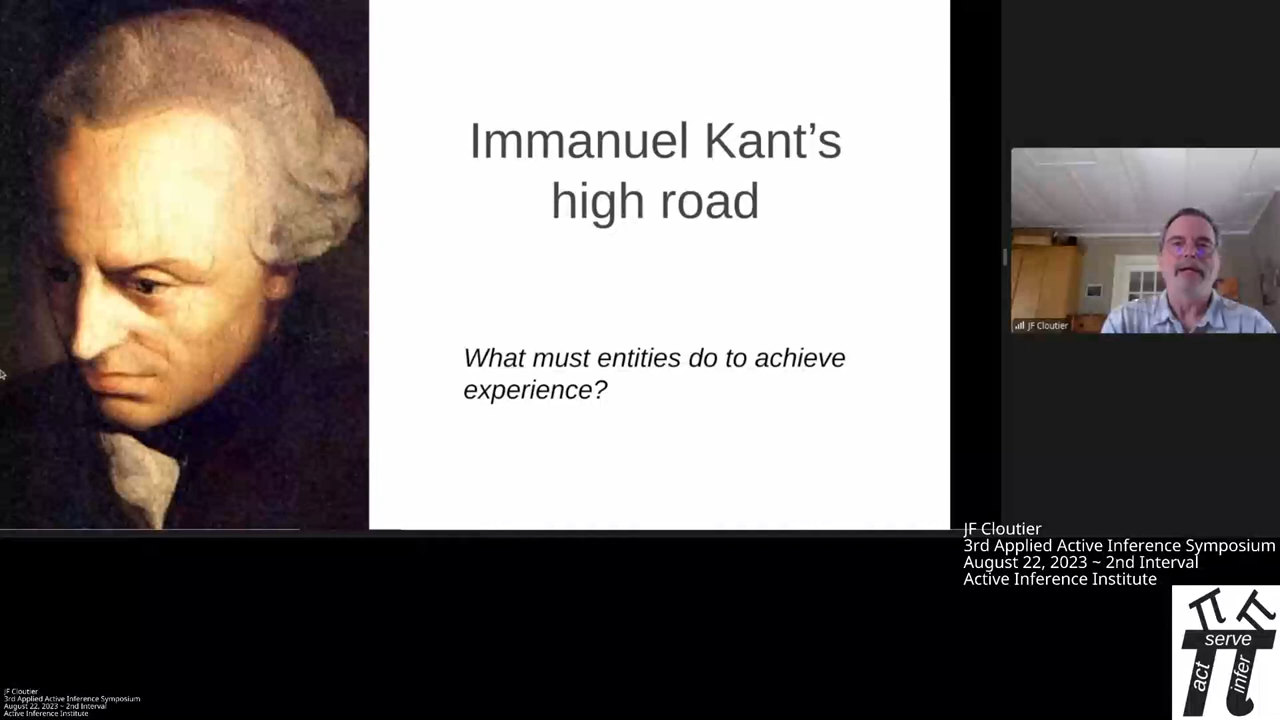 Immanuel Kant's
high road
What must entities do to achieve
experience?
JF Cloutier
JF Cloutier
3rd Applied Active Inference Symposium
August 22, 2023 ~ 2nd Interval
Active Inference Institute
serve
act
infer
JF Cloutier
3rd Applied Active Inference Symposium
August 22, 2023 ~ 2nd Interval
Active Inference Institute